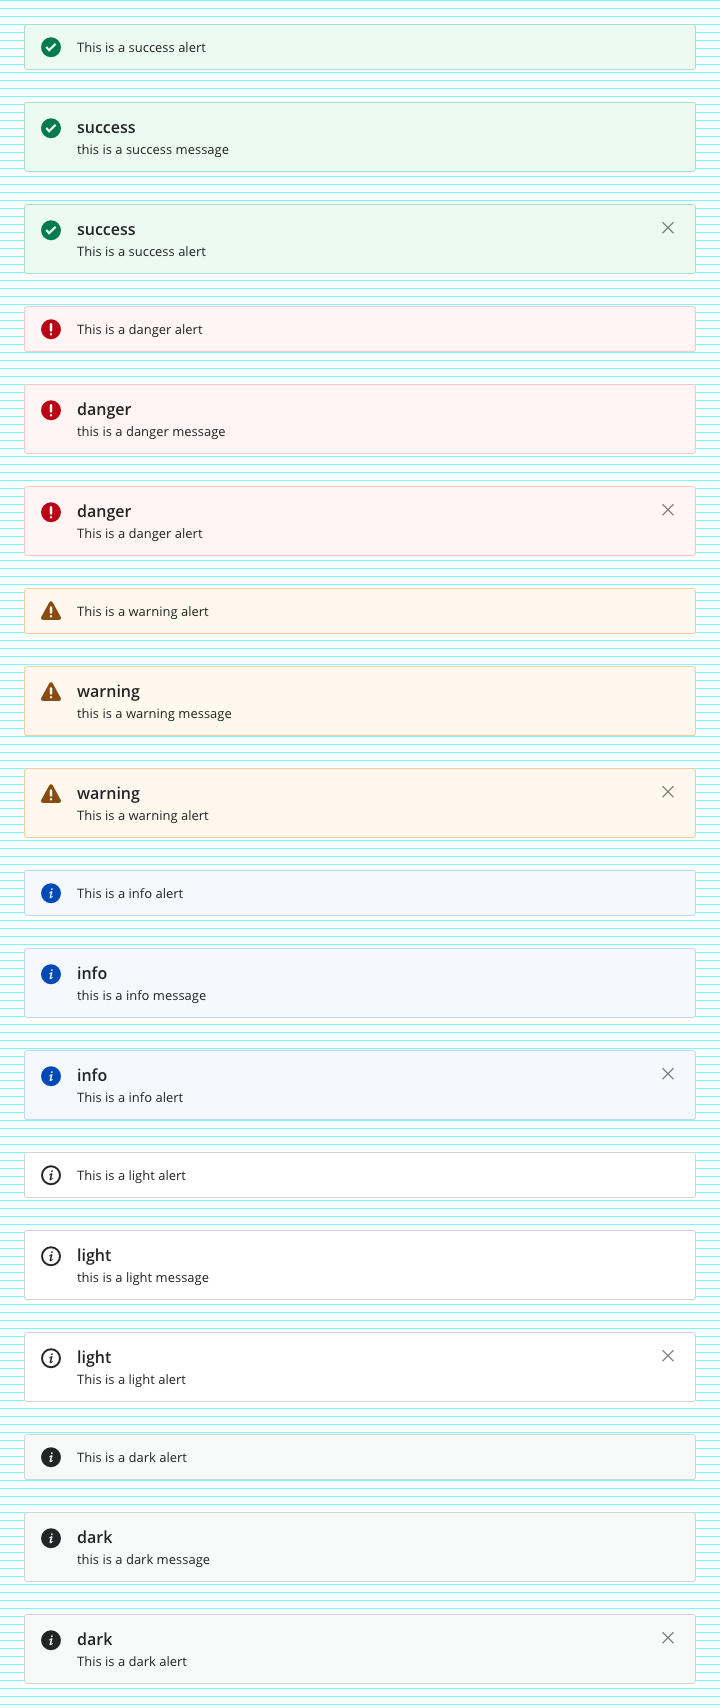 This is a success alert
success
this is a success message
success
This is a success alert
This is a danger alert
danger
this is a danger message
danger
This is a danger alert
This is a warning alert
warning
this is a warning message
warning
This is a warning alert
This is a info alert
info
this is a info message
info
This is a info alert
This is a light alert
light
this is a light message
light
This is a light alert
This is a dark alert
dark
this is a dark message
dark
This is a dark alert